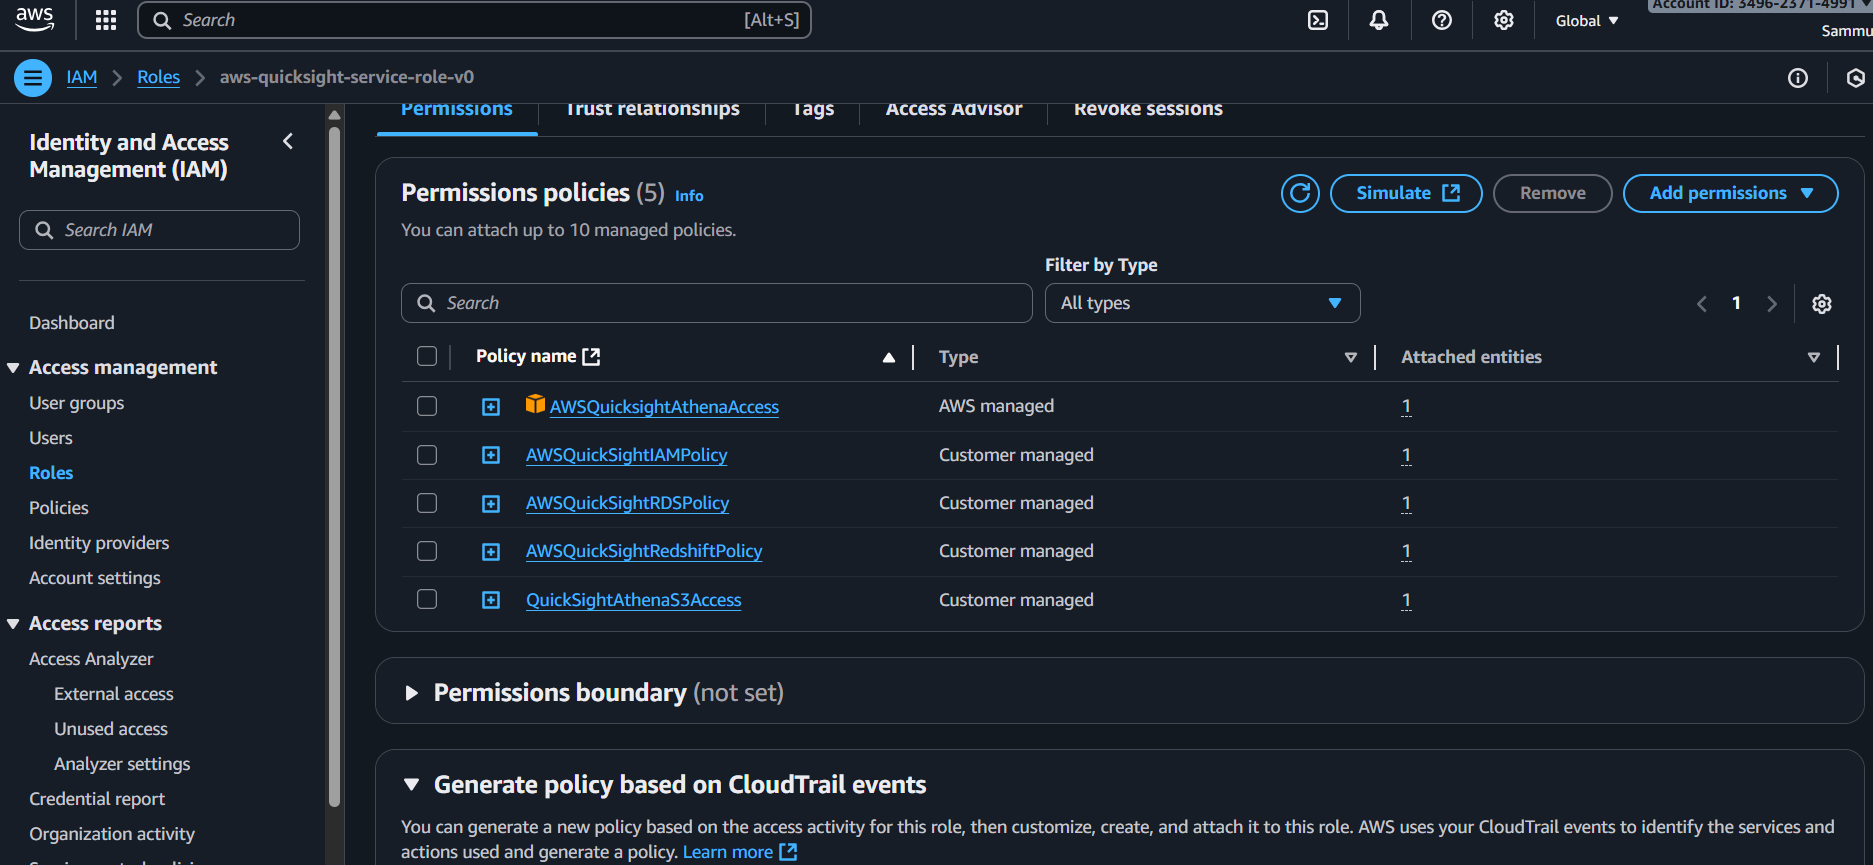 aws
Search
[Alt+S]
Global
Account ID: 3496-2371-4991
Sammu
IAM
Roles
aws-quicksight-service-role-v0
Identity and Access
Management (IAM)
Search IAM
Dashboard
Access management
User groups
Users
Roles
Policies
Identity providers
Account settings
Access reports
Access Analyzer
External access
Unused access
Analyzer settings
Credential report
Organization activity
Permissions
Trust relationships
Tags
Access Advisor
Revoke sessions
Permissions policies (5) Info
Simulate
Remove
Add permissions
You can attach up to 10 managed policies.
Filter by Type
Search
All types
1
Policy name Type Attached entities
AWSQuicksightAthenaAccess AWS managed 1
AWSQuickSightIAMPolicy Customer managed 1
AWSQuickSightRDSPolicy Customer managed 1
AWSQuickSightRedshiftPolicy Customer managed 1
QuickSightAthenaS3Access Customer managed 1
Permissions boundary (not set)
Generate policy based on CloudTrail events
You can generate a new policy based on the access activity for this role, then customize, create, and attach it to this role. AWS uses your CloudTrail events to identify the services and
actions used and generate a policy. Learn more